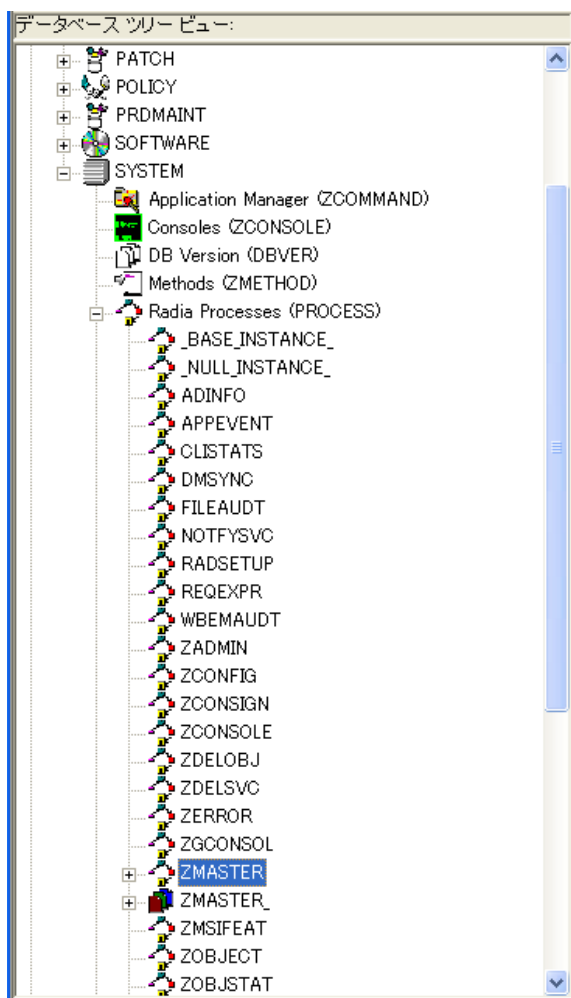 データベース ツリー ビュー:
PATCH
POLICY
PRDMAINT
SOFTWARE
SYSTEM
Application Manager (ZCOMMAND)
Consoles (ZCONSOLE)
DB Version (DBVER)
Methods (ZMETHOD)
Radia Processes (PROCESS)
_BASE_INSTANCE_
_NULL_INSTANCE_
ADINFO
APPEVENT
CLISTATS
DMSYNC
FILEAUDT
NOTFYSVC
RADSETUP
REQEXPR
WBEMAUDT
ZADMIN
ZCONFIG
ZCONSIGN
ZCONSOLE
ZDELOBJ
ZDELSVC
ZERROR
ZGCONSOL
ZMASTER
ZMASTER_
ZMSIFEAT
ZOBJECT
ZOBJSTAT